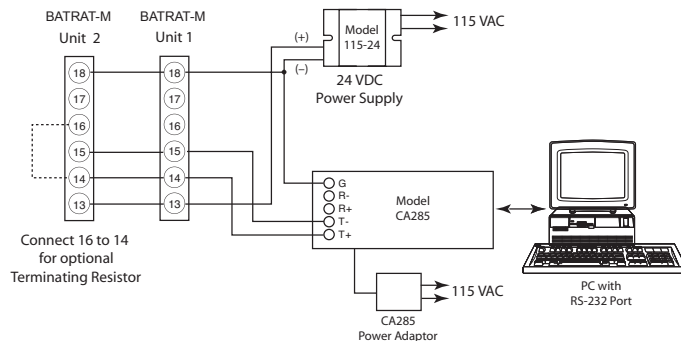 BATRAT-M
Unit 2
BATRAT-M
Unit 1
18
17
16
15
14
13
18
17
16
15
14
13
Connect 16 to 14
for optional
Terminating Resistor
(+)
(–)
Model
115-24
115 VAC
24 VDC
Power Supply
G
R-
R+
T-
T+
Model
CA285
115 VAC
CA285
Power Adaptor
PC with
RS-232 Port